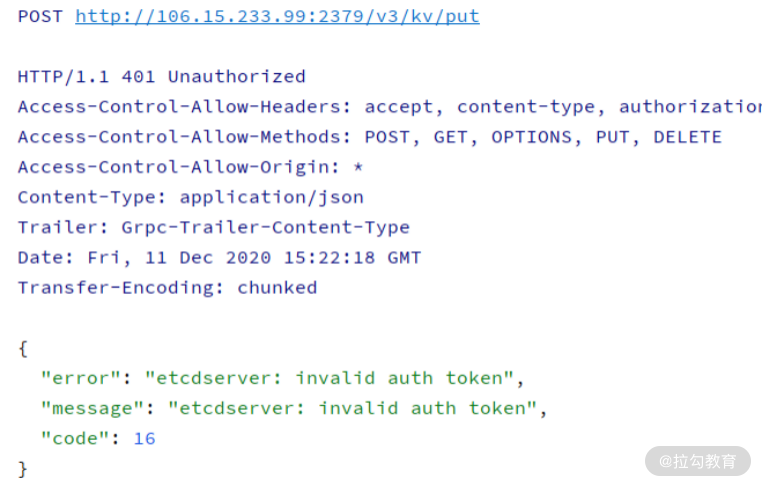 POST http://106.15.233.99:2379/v3/kv/put
HTTP/1.1 401 Unauthorized
Access-Control-Allow-Headers: accept, content-type, authorization
Access-Control-Allow-Methods: POST, GET, OPTIONS, PUT, DELETE
Access-Control-Allow-Origin: *
Content-Type: application/json
Trailer: Grpc-Trailer-Content-Type
Date: Fri, 11 Dec 2020 15:22:18 GMT
Transfer-Encoding: chunked
{
"error": "etcdserver: invalid auth token",
"message": "etcdserver: invalid auth token",
"code": 16
}
@拉勾教育